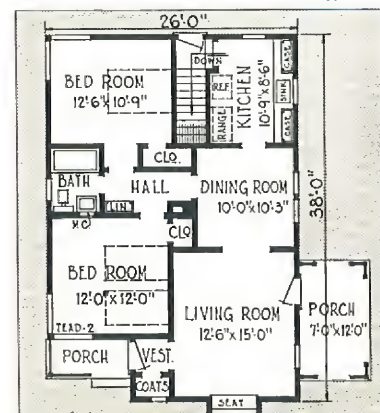 26'-0"
DOWN
CASE
BED ROOM
12'-6"x10'-9"
REF.
RANGE
KITCHEN
10'-9"x8'-6"
SINK
CASE
CLO.
BATH
HALL
DINING ROOM
10'-0"x10'-3"
38'-0"
LIN.
M.C.
CLO.
BED ROOM
12'-0"x12'-0"
LIVING ROOM
12'-6"x15'-0"
PORCH
7'-0"x12'-0"
TEAD-2
PORCH
VEST.
COATS
SEAT